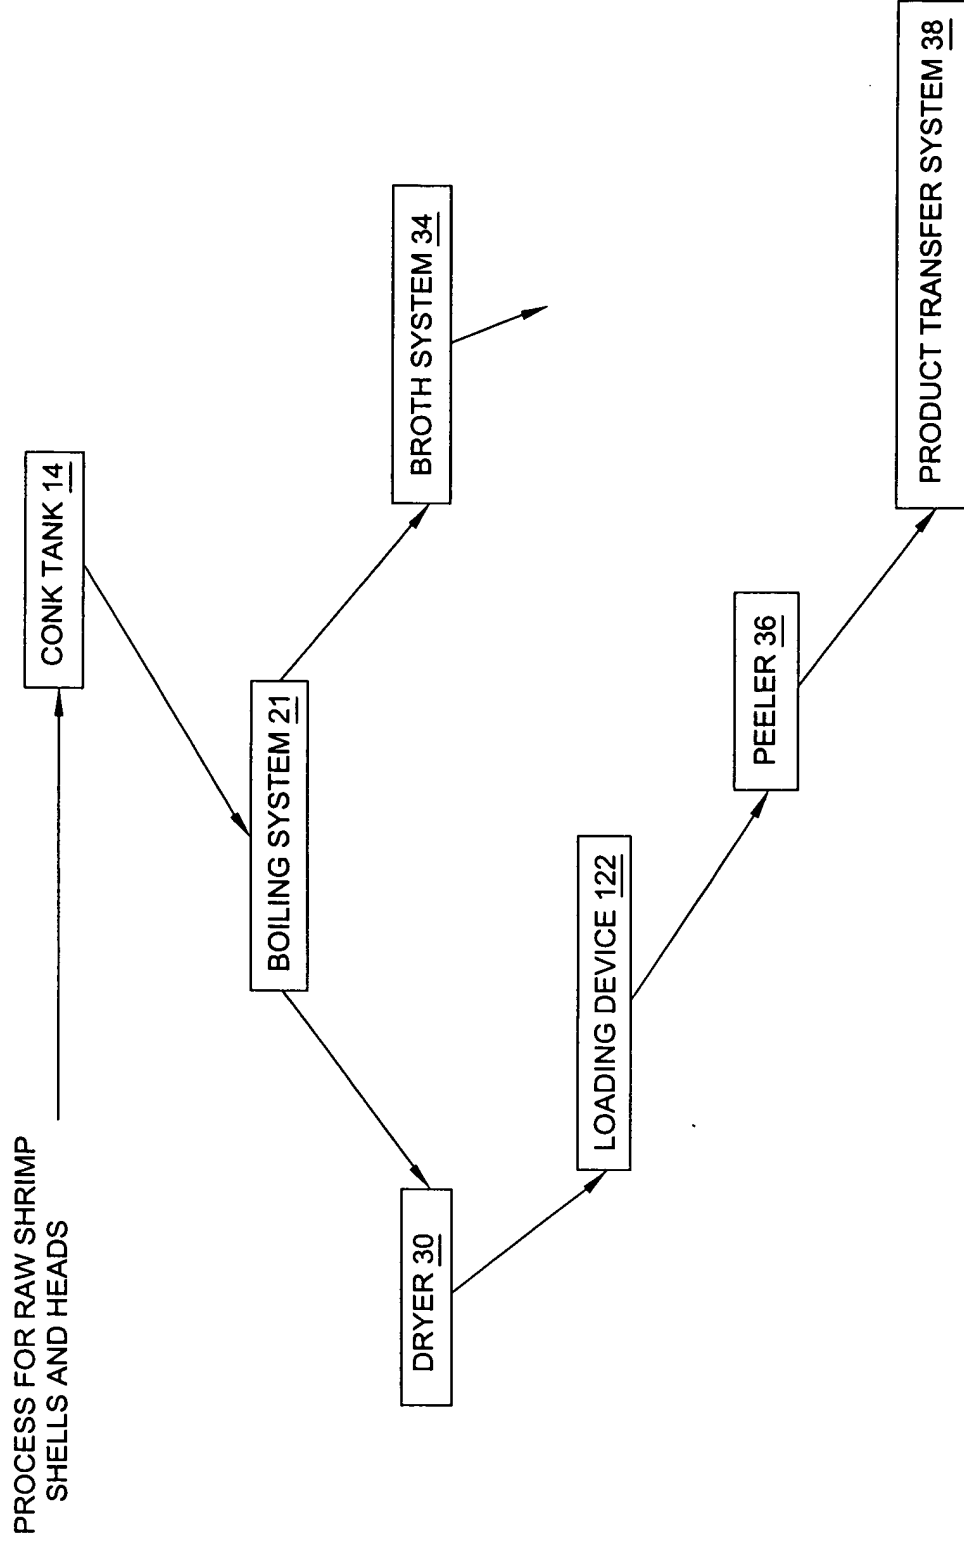 PROCESS FOR RAW SHRIMP
SHELLS AND HEADS
CONK TANK 14
BOILING SYSTEM 21
DRYER 30
BROTH SYSTEM 34
LOADING DEVICE 122
PEELER 36
PRODUCT TRANSFER SYSTEM 38